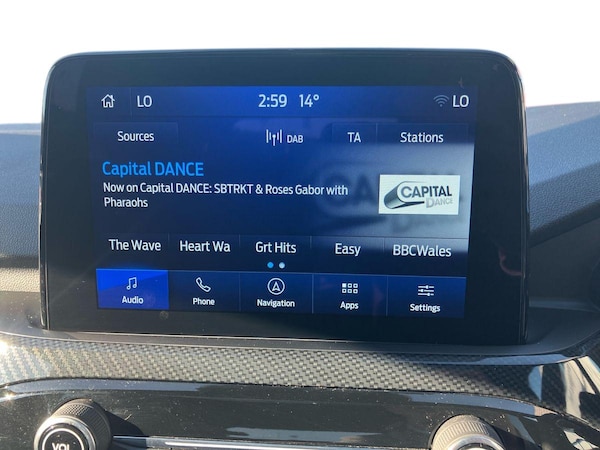 LO 2:59 14° LO
Sources DAB TA Stations
Capital DANCE
Now on Capital DANCE: SBTRKT & Roses Gabor with
Pharaohs
CAPITAL
DANCE
The Wave Heart Wa Grt Hits Easy BBCWales
Audio Phone Navigation Apps Settings
VOL